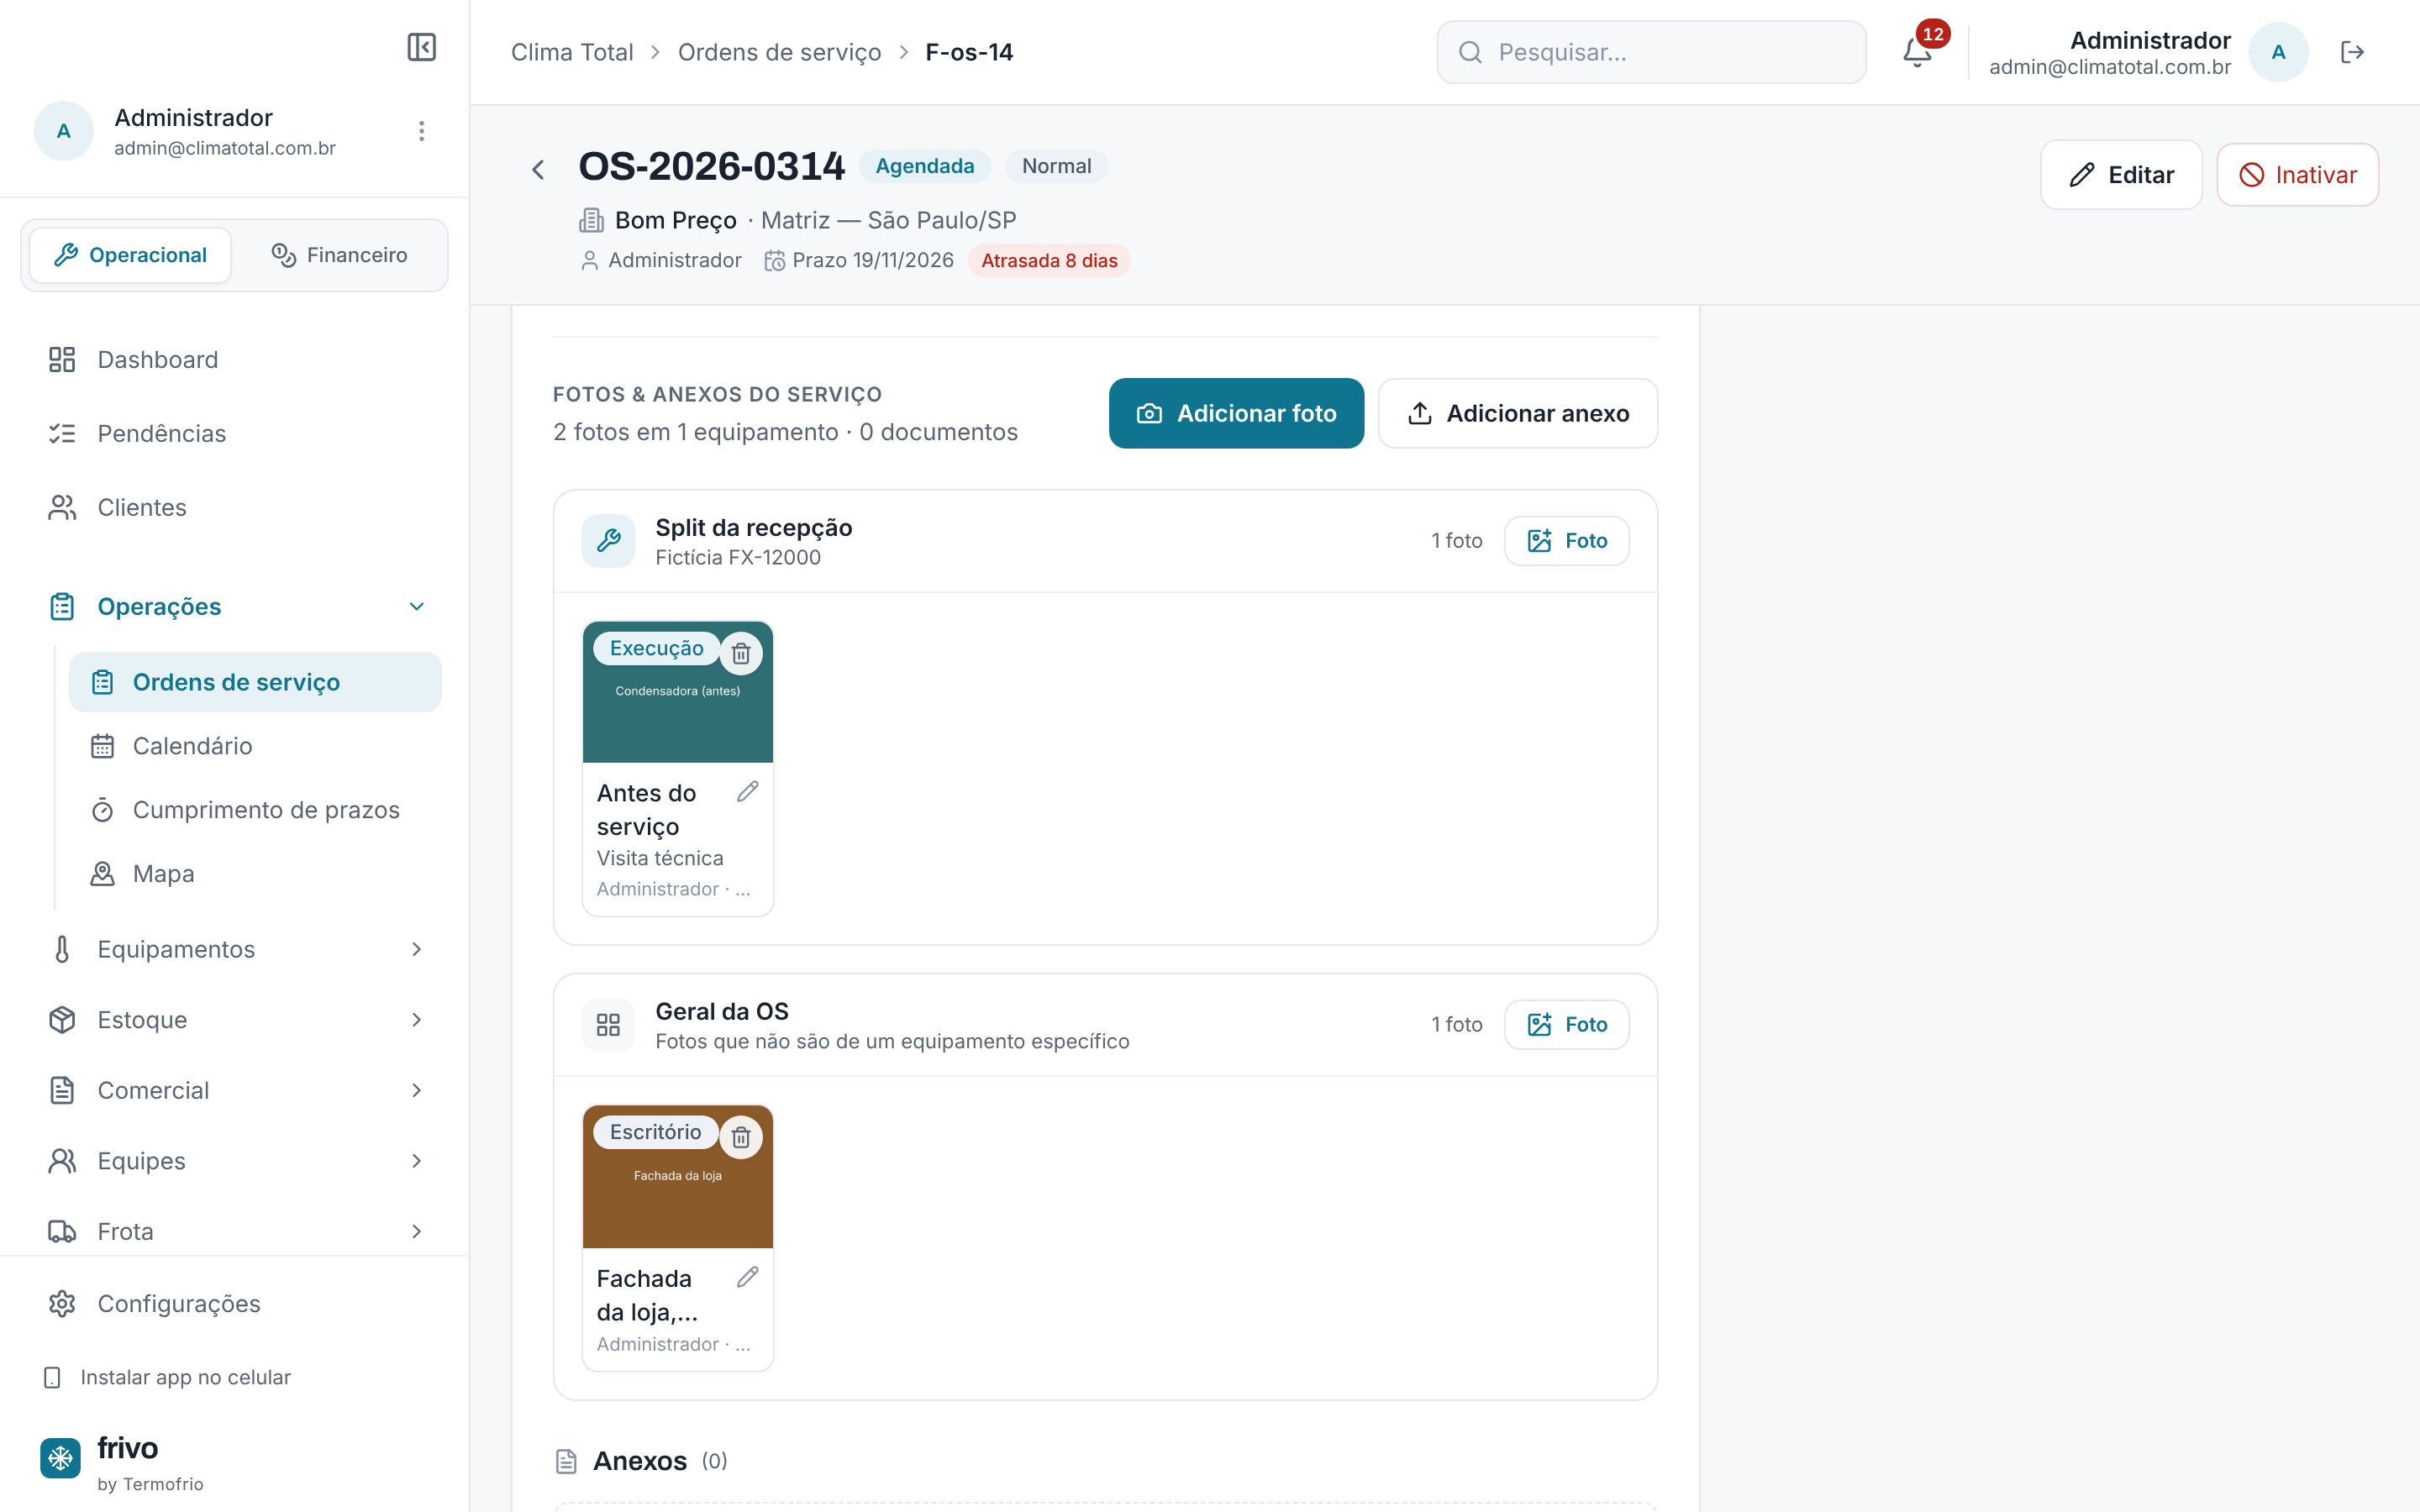 Clima Total > Ordens de serviço > F-os-14
Pesquisar...
12
Administrador
admin@climatotal.com.br
A
A
Administrador
admin@climatotal.com.br
Operacional
Financeiro
Dashboard
Pendências
Clientes
Operações
Ordens de serviço
Calendário
Cumprimento de prazos
Mapa
Equipamentos
Estoque
Comercial
Equipes
Frota
Configurações
Instalar app no celular
frivo
by Termofrio
OS-2026-0314
Agendada
Normal
Bom Preço · Matriz — São Paulo/SP
Administrador
Prazo 19/11/2026
Atrasada 8 dias
Editar
Inativar
FOTOS & ANEXOS DO SERVIÇO
2 fotos em 1 equipamento · 0 documentos
Adicionar foto
Adicionar anexo
Split da recepção
Fictícia FX-12000
1 foto
Foto
Execução
Condensadora (antes)
Antes do
serviço
Visita técnica
Administrador · ...
Geral da OS
Fotos que não são de um equipamento específico
1 foto
Foto
Escritório
Fachada da loja
Fachada
da loja,...
Administrador · ...
Anexos (0)